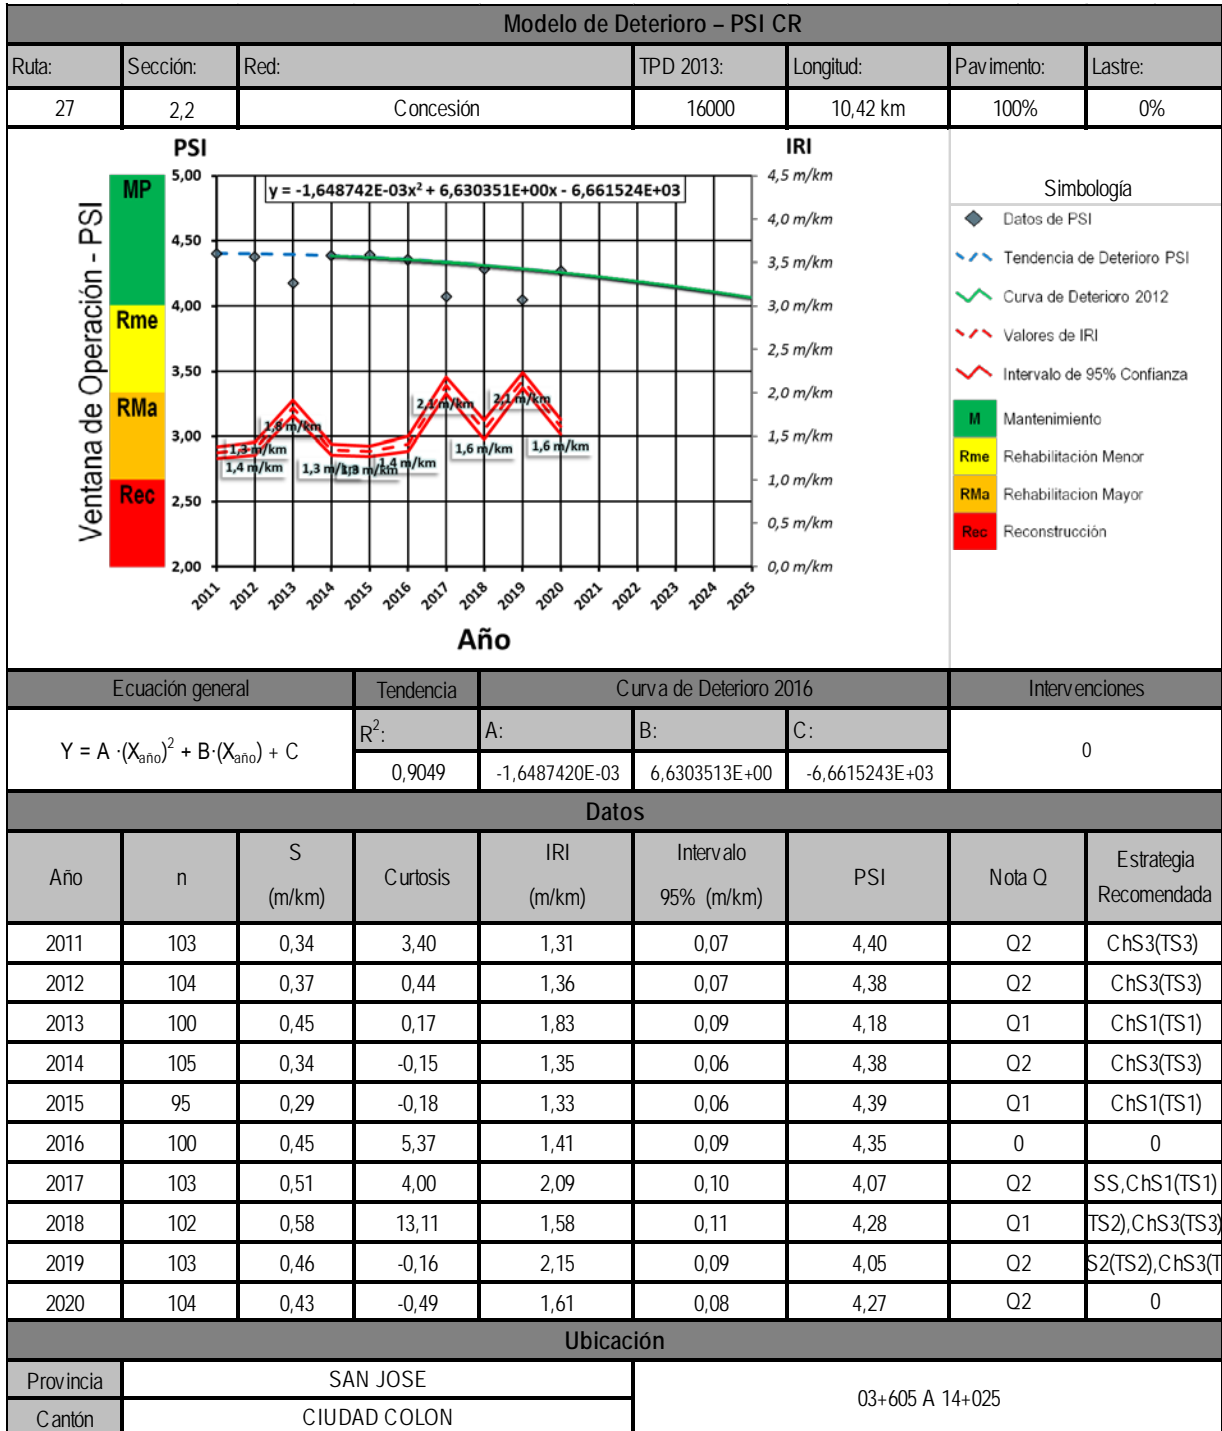 Modelo de Deterioro – PSI CR
Ruta: Sección: Red: TPD 2013: Longitud: Pavimento: Lastre:
27 2,2 Concesión 16000 10,42 km 100% 0%
PSI IRI
Ventana de Operación - PSI
MP
Rme
RMa
Rec
5,00
4,50
4,00
3,50
3,00
2,50
2,00
y = -1,648742E-03x² + 6,630351E+00x - 6,661524E+03
4,5 m/km
4,0 m/km
3,5 m/km
3,0 m/km
2,5 m/km
2,0 m/km
1,5 m/km
1,0 m/km
0,5 m/km
0,0 m/km
1,3 m/km
1,4 m/km
1,8 m/km
1,3 m/km
1,3 m/km
1,4 m/km
2,1 m/km
1,6 m/km
2,1 m/km
1,6 m/km
2011 2012 2013 2014 2015 2016 2017 2018 2019 2020 2021 2022 2023 2024 2025
Año
Simbología
Datos de PSI
Tendencia de Deterioro PSI
Curva de Deterioro 2012
Valores de IRI
Intervalo de 95% Confianza
M Mantenimiento
Rme Rehabilitación Menor
RMa Rehabilitacion Mayor
Rec Reconstrucción
Ecuación general Tendencia Curva de Deterioro 2016 Intervenciones
Y = A ·(Xaño)² + B·(Xaño) + C R²: A: B: C: 0
0,9049 -1,6487420E-03 6,6303513E+00 -6,6615243E+03
Datos
Año n S (m/km) Curtosis IRI (m/km) Intervalo 95% (m/km) PSI Nota Q Estrategia Recomendada
2011 103 0,34 3,40 1,31 0,07 4,40 Q2 ChS3(TS3)
2012 104 0,37 0,44 1,36 0,07 4,38 Q2 ChS3(TS3)
2013 100 0,45 0,17 1,83 0,09 4,18 Q1 ChS1(TS1)
2014 105 0,34 -0,15 1,35 0,06 4,38 Q2 ChS3(TS3)
2015 95 0,29 -0,18 1,33 0,06 4,39 Q1 ChS1(TS1)
2016 100 0,45 5,37 1,41 0,09 4,35 0 0
2017 103 0,51 4,00 2,09 0,10 4,07 Q2 SS,ChS1(TS1)
2018 102 0,58 13,11 1,58 0,11 4,28 Q1 TS2),ChS3(TS3)
2019 103 0,46 -0,16 2,15 0,09 4,05 Q2 S2(TS2),ChS3(T
2020 104 0,43 -0,49 1,61 0,08 4,27 Q2 0
Ubicación
Provincia SAN JOSE 03+605 A 14+025
Cantón CIUDAD COLON